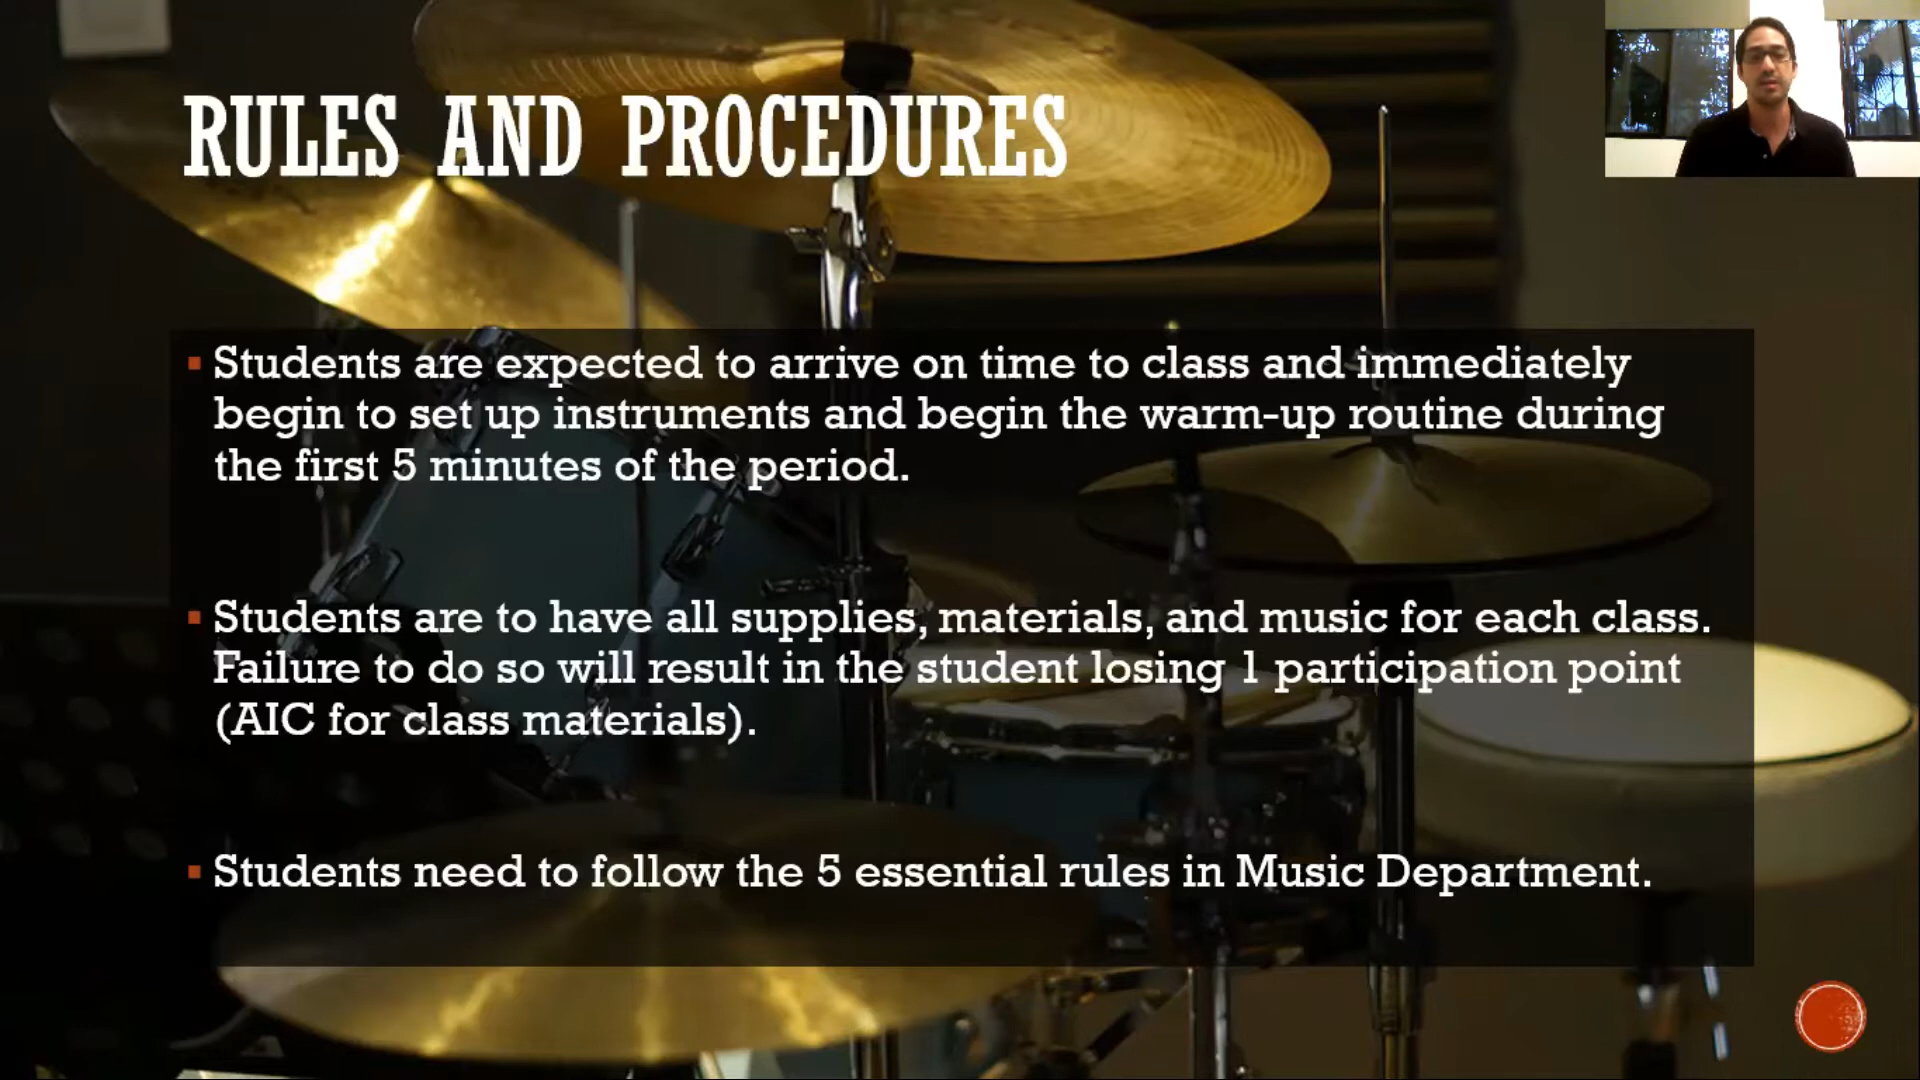 RULES AND PROCEDURES
Students are expected to arrive on time to class and immediately
begin to set up instruments and begin the warm-up routine during
the first 5 minutes of the period.
Students are to have all supplies, materials, and music for each class.
Failure to do so will result in the student losing 1 participation point
(AIC for class materials).
Students need to follow the 5 essential rules in Music Department.